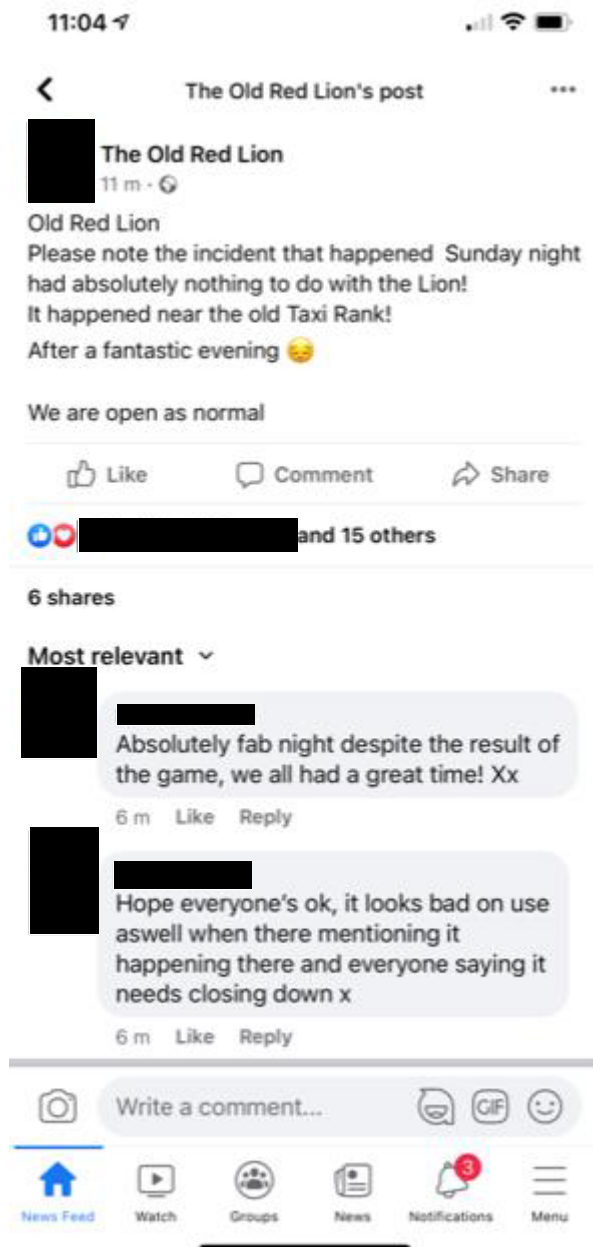 11:04
The Old Red Lion's post
The Old Red Lion
11 m
Old Red Lion
Please note the incident that happened  Sunday night
had absolutely nothing to do with the Lion!
It happened near the old Taxi Rank!
After a fantastic evening 😔
We are open as normal
Like Comment Share
and 15 others
6 shares
Most relevant
Absolutely fab night despite the result of
the game, we all had a great time! Xx
6 m Like Reply
Hope everyone's ok, it looks bad on use
aswell when there mentioning it
happening there and everyone saying it
needs closing down x
6 m Like Reply
Write a comment... GIF
3
News Feed Watch Groups News Notifications Menu